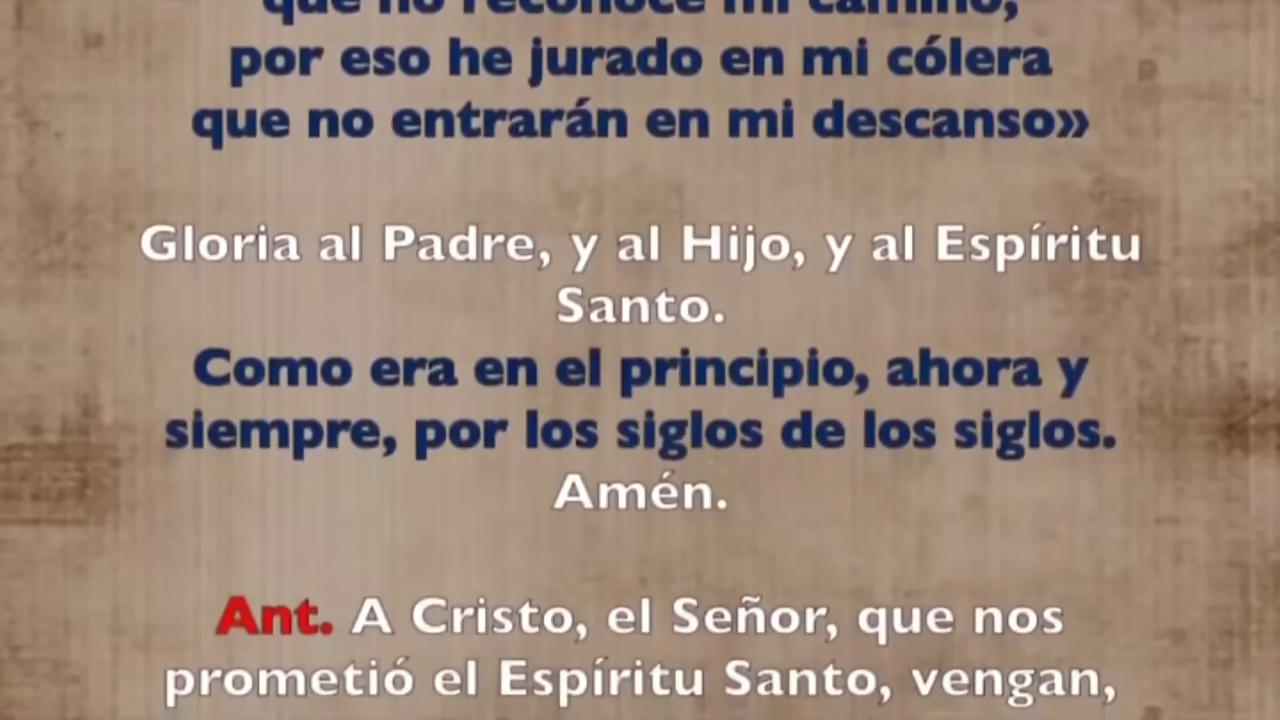 que no reconoce mi camino,
por eso he jurado en mi cólera
que no entrarán en mi descanso»
Gloria al Padre, y al Hijo, y al Espíritu
Santo.
Como era en el principio, ahora y
siempre, por los siglos de los siglos.
Amén.
Ant. A Cristo, el Señor, que nos
prometió el Espíritu Santo, vengan,